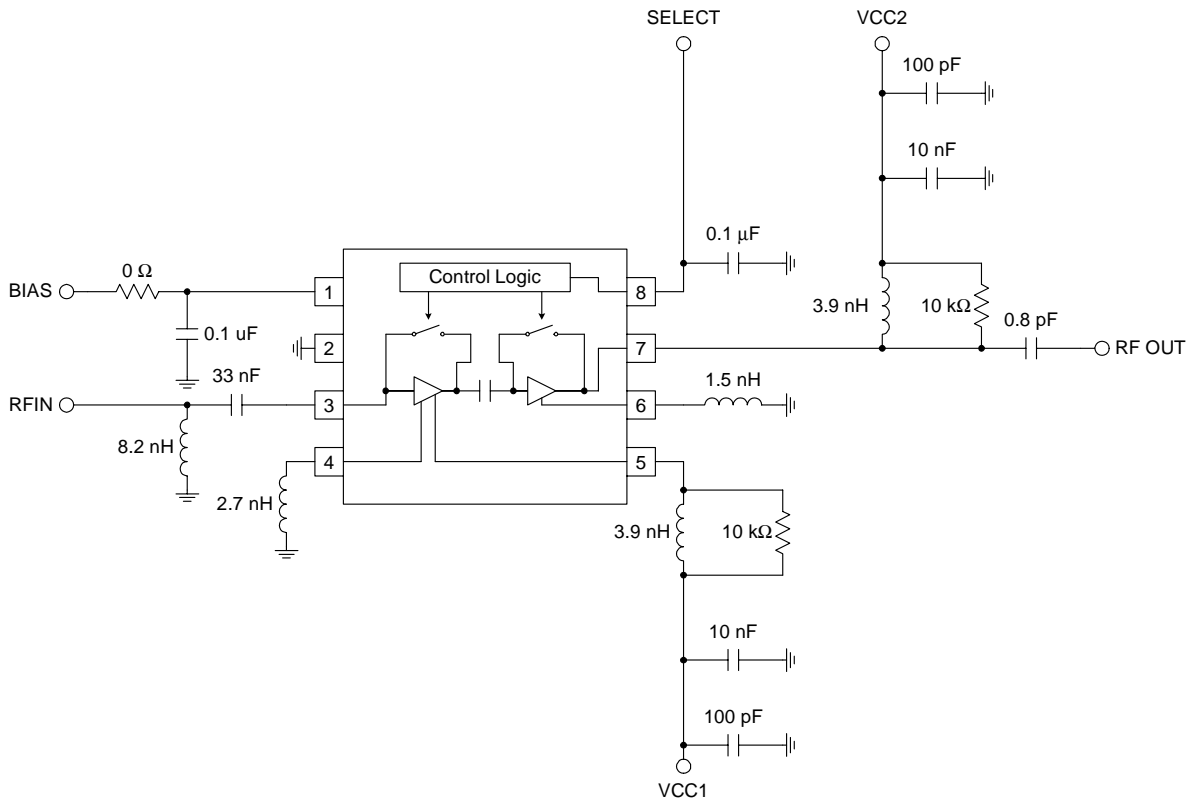 SELECT
VCC2
100 pF
10 nF
0.1 μF
0 Ω
Control Logic
BIAS
1
8
3.9 nH
10 kΩ
0.8 pF
0.1 uF
2
7
RF OUT
33 nF
1.5 nH
RFIN
3
6
8.2 nH
4
5
2.7 nH
3.9 nH
10 kΩ
10 nF
100 pF
VCC1